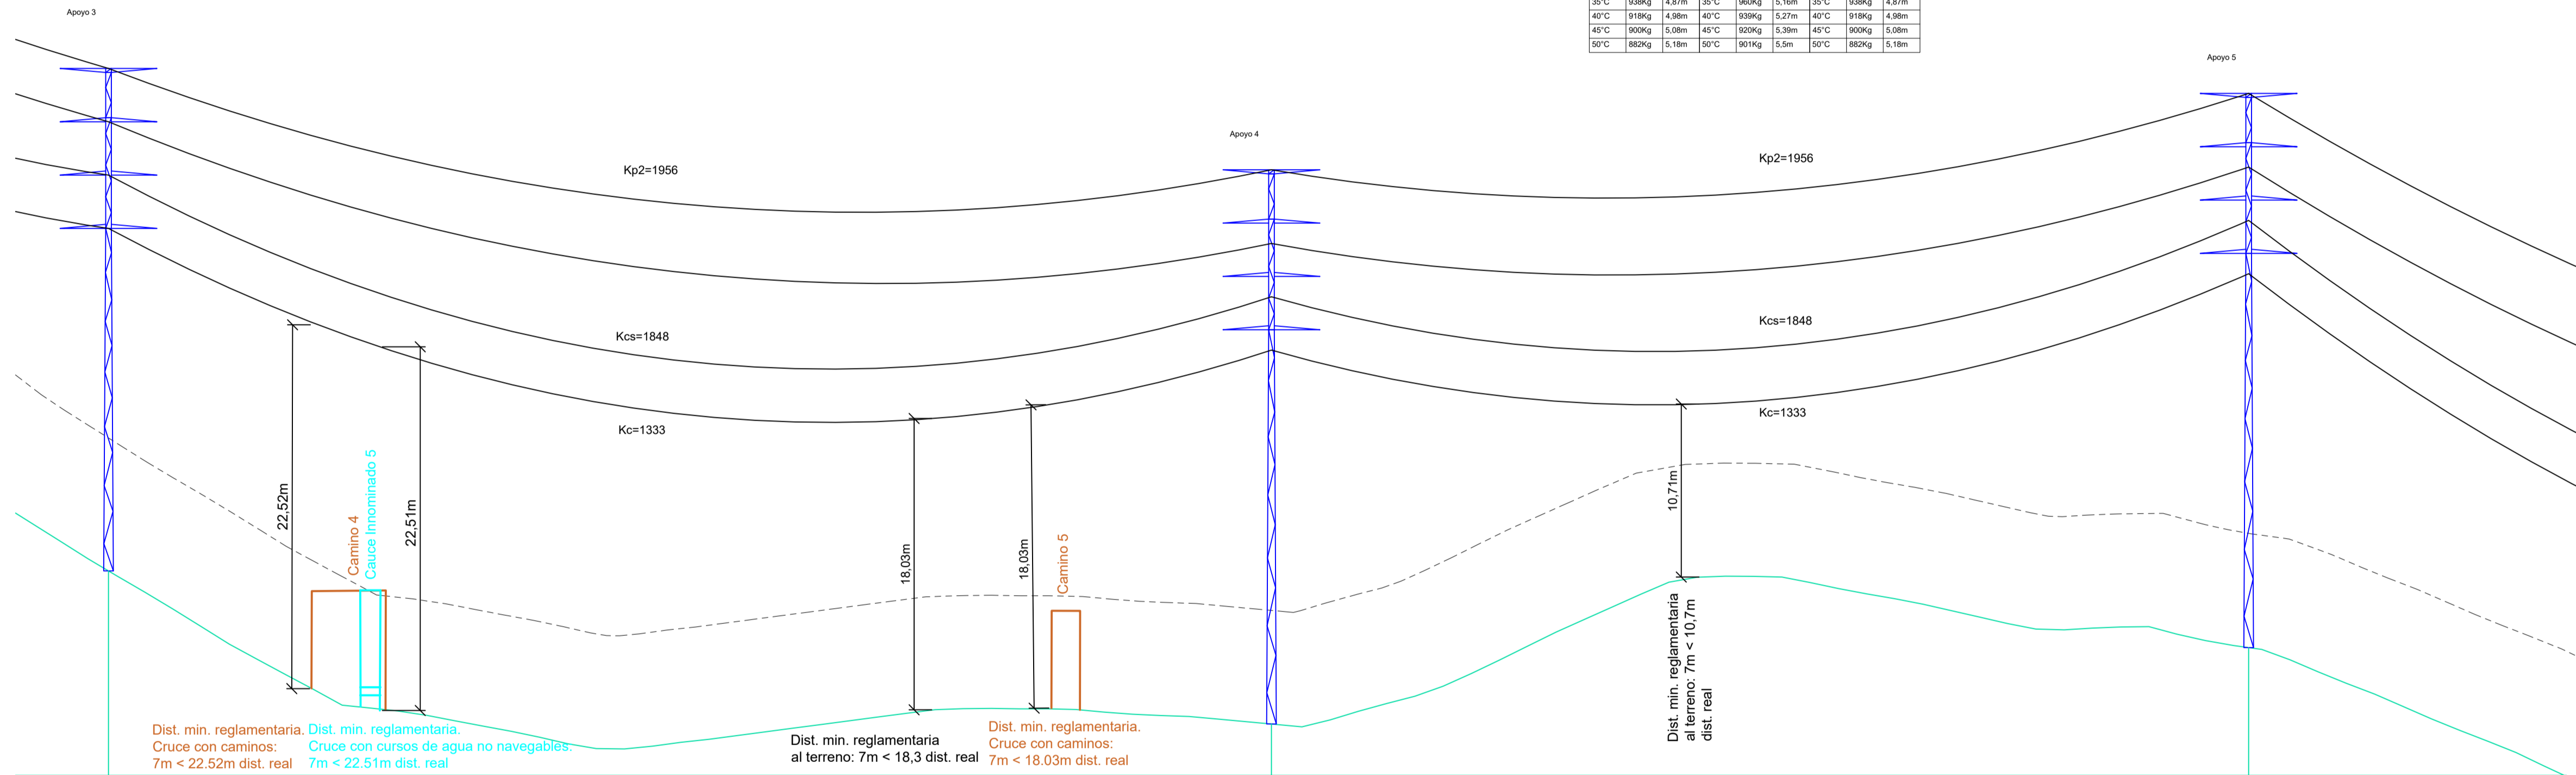 Apoyo 3
35°C 938Kg 4,87m 35°C 960Kg 5,16m 35°C 938Kg 4,87m
40°C 918Kg 4,98m 40°C 939Kg 5,27m 40°C 918Kg 4,98m
45°C 900Kg 5,08m 45°C 920Kg 5,39m 45°C 900Kg 5,08m
50°C 882Kg 5,18m 50°C 901Kg 5,5m 50°C 882Kg 5,18m
Apoyo 5
Apoyo 4
Kp2=1956
Kp2=1956
Kcs=1848
Kcs=1848
Kc=1333
Kc=1333
22,52m
Camino 4
Cauce Innominado 5
22,51m
18,03m
18,03m
Camino 5
10,71m
Dist. min. reglamentaria
al terreno: 7m < 10,7m
dist. real
Dist. min. reglamentaria.
Cruce con caminos:
7m < 22.52m dist. real
Dist. min. reglamentaria.
Cruce con cursos de agua no navegables:
7m < 22.51m dist. real
Dist. min. reglamentaria
al terreno: 7m < 18,3 dist. real
Dist. min. reglamentaria.
Cruce con caminos:
7m < 18.03m dist. real